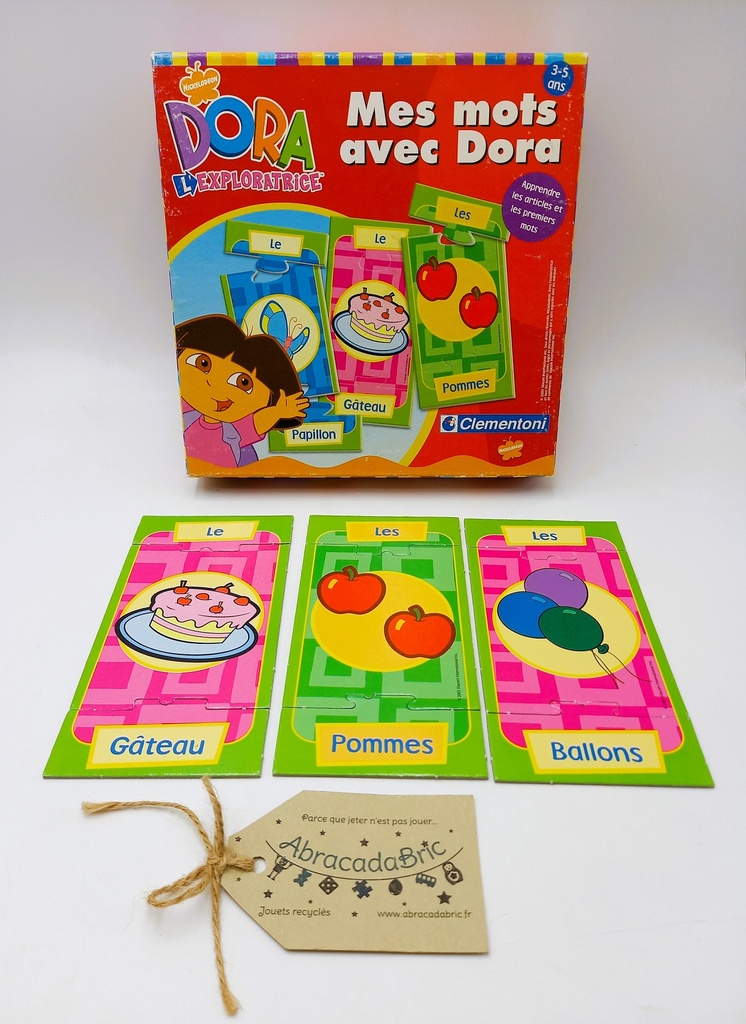 NICKELODEON
DORA
L'EXPLORATRICE™
3-5
ans
Mes mots
avec Dora
Apprendre
les articles et
les premiers
mots
Le
Le
Les
Papillon
Gâteau
Pommes
Clementoni
Le
Les
Les
Gâteau
Pommes
Ballons
Parce que jeter n'est pas jouer...
AbracadaBric
Jouets recyclés
www.abracadabric.fr